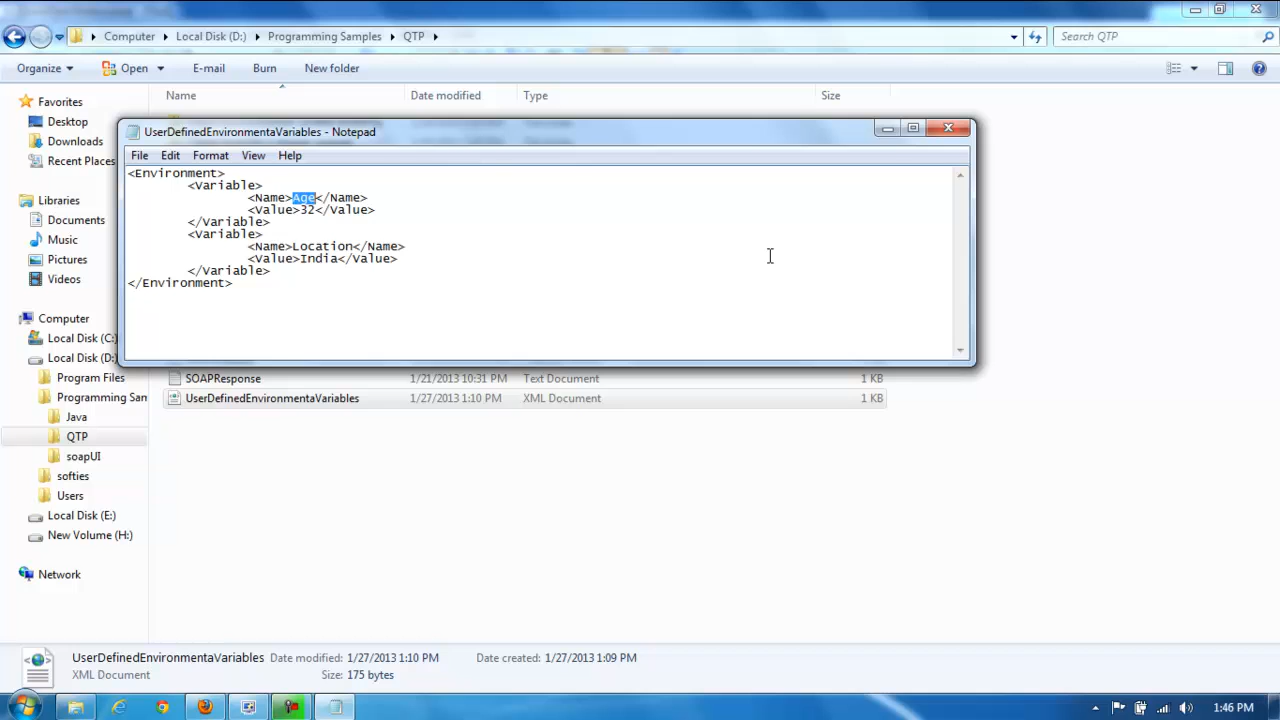 Computer
Local Disk (D:)
Programming Samples
QTP
Search QTP
Organize
Open
E-mail
Burn
New folder
Name
Date modified
Type
Size
Favorites
Desktop
Downloads
Recent Places
Libraries
Documents
Music
Pictures
Videos
Computer
Local Disk (C:)
Local Disk (D:)
Program Files
Programming Sam
Java
QTP
soapUI
softies
Users
Local Disk (E:)
New Volume (H:)
Network
UserDefinedEnvironmentaVariables - Notepad
File Edit Format View Help
<Environment>
<Variable>
<Name>Age</Name>
<Value>32</Value>
</Variable>
<Variable>
<Name>Location</Name>
<Value>India</Value>
</Variable>
</Environment>
SOAPResponse 1/21/2013 10:31 PM Text Document 1 KB
UserDefinedEnvironmentaVariables 1/27/2013 1:10 PM XML Document 1 KB
UserDefinedEnvironmentaVariables Date modified: 1/27/2013 1:10 PM Date created: 1/27/2013 1:09 PM
XML Document Size: 175 bytes
1:46 PM